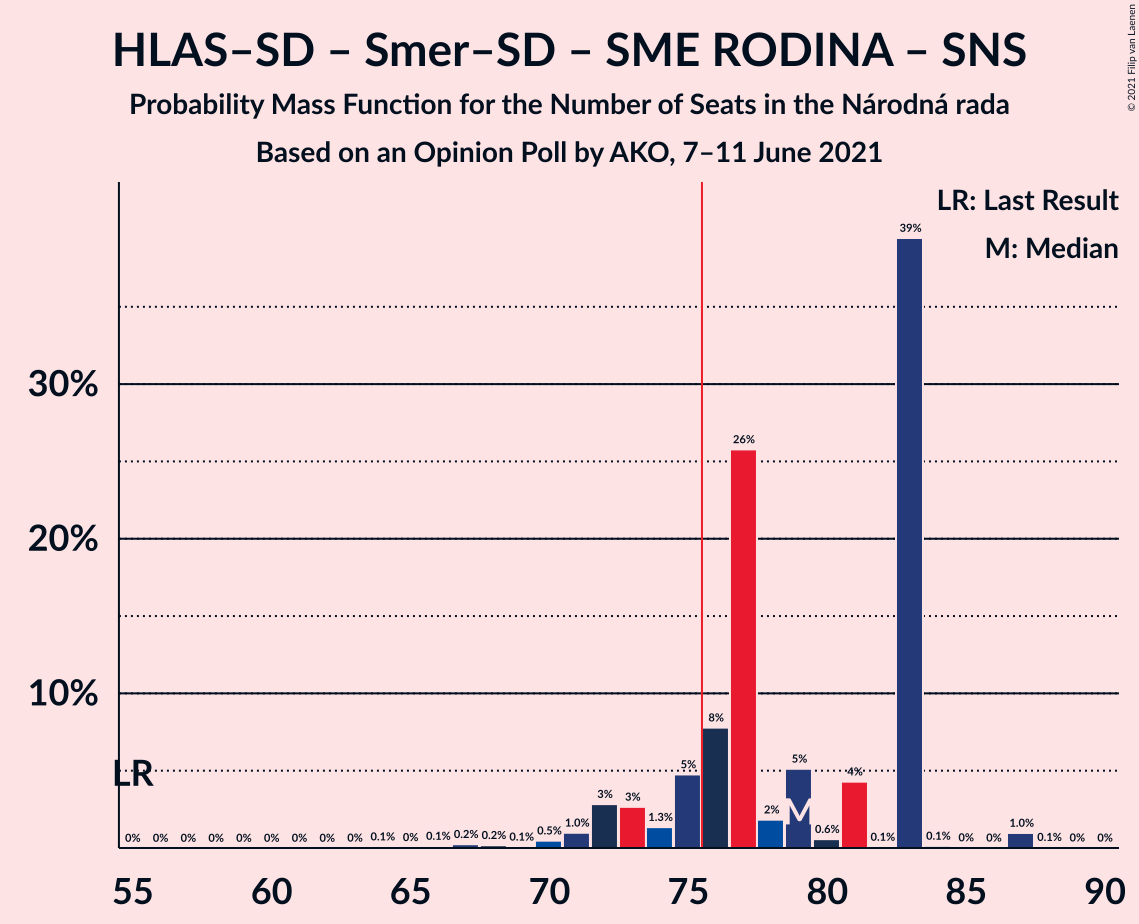 HLAS–SD – Smer–SD – SME RODINA – SNS
Probability Mass Function for the Number of Seats in the Národná rada
Based on an Opinion Poll by AKO, 7–11 June 2021
© 2021 Filip van Laenen
LR: Last Result
M: Median
39%
30%
26%
20%
10%
8%
LR
0% 0% 0% 0% 0% 0% 0% 0% 0% 0.1% 0% 0.1% 0.2% 0.2% 0.1% 0.5% 1.0% 3% 3% 1.3% 5% 2% 5% 0.6% 4% 0.1% 0.1% 0% 0% 1.0% 0.1% 0% 0%
M
55 60 65 70 75 80 85 90